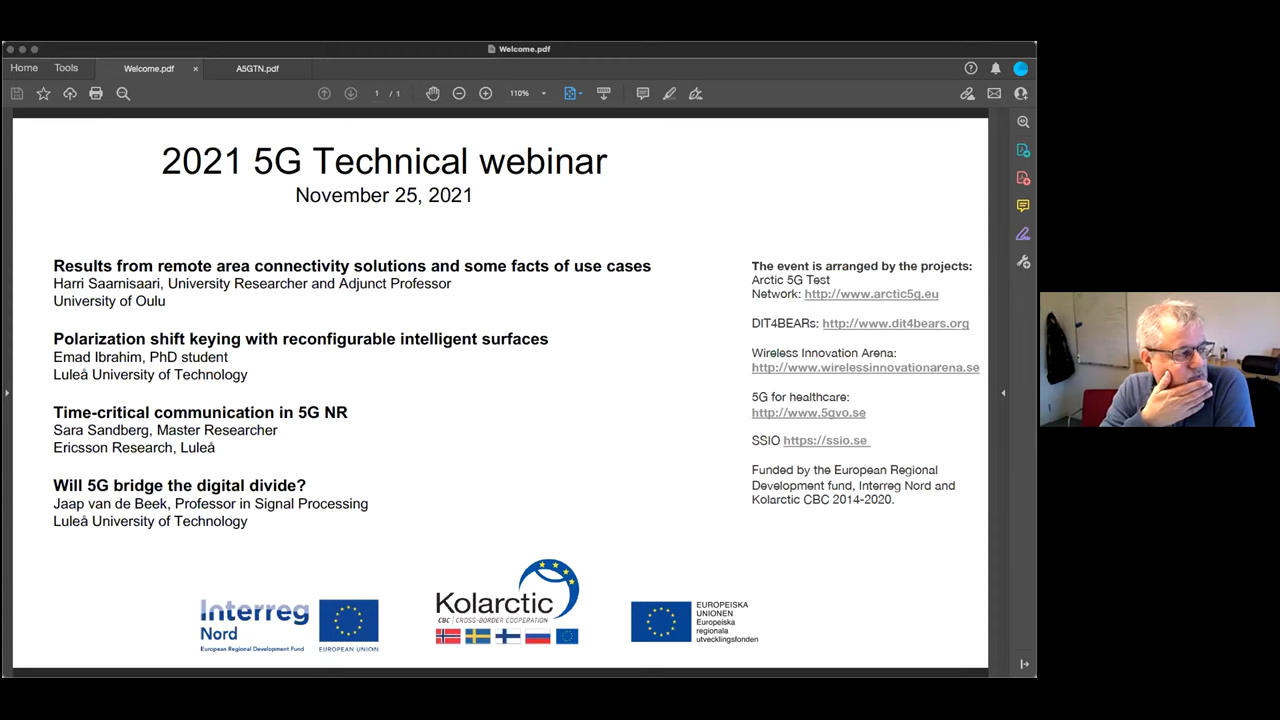 Welcome.pdf
Home
Tools
Welcome.pdf
×
A5GTN.pdf
1 / 1
110%
2021 5G Technical webinar
November 25, 2021
Results from remote area connectivity solutions and some facts of use cases
Harri Saarnisaari, University Researcher and Adjunct Professor
University of Oulu
Polarization shift keying with reconfigurable intelligent surfaces
Emad Ibrahim, PhD student
Luleå University of Technology
Time-critical communication in 5G NR
Sara Sandberg, Master Researcher
Ericsson Research, Luleå
Will 5G bridge the digital divide?
Jaap van de Beek, Professor in Signal Processing
Luleå University of Technology
The event is arranged by the projects:
Arctic 5G Test
Network: http://www.arctic5g.eu
DIT4BEARs: http://www.dit4bears.org
Wireless Innovation Arena:
http://www.wirelessinnovationarena.se
5G for healthcare:
http://www.5gvo.se
SSIO https://ssio.se
Funded by the European Regional
Development fund, Interreg Nord and
Kolarctic CBC 2014-2020.
Interreg
Nord
European Regional Development Fund
EUROPEAN UNION
Kolarctic
CBC | CROSS-BORDER COOPERATION
EUROPEISKA
UNIONEN
Europeiska
regionala
utvecklingsfonden